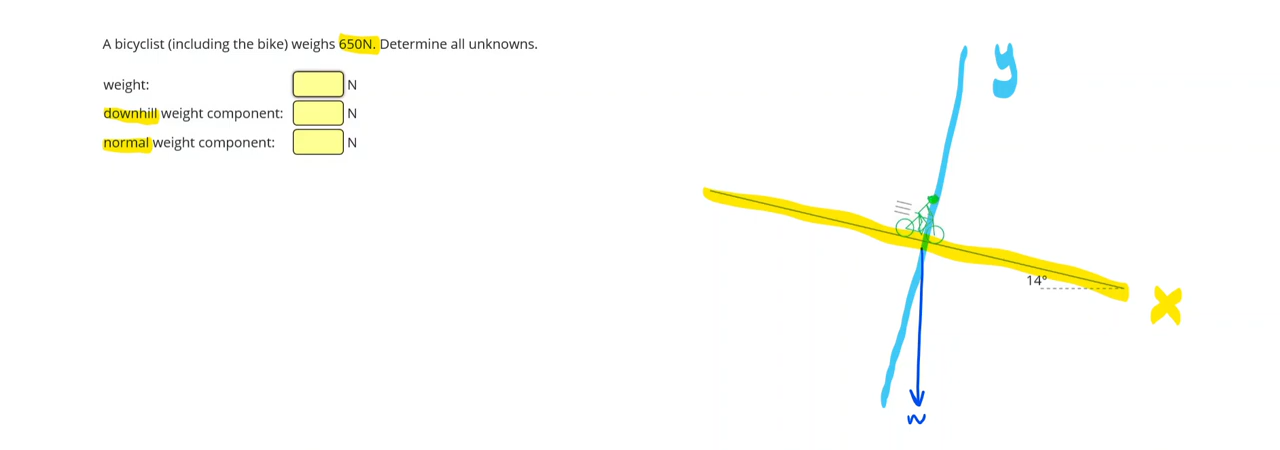 A bicyclist (including the bike) weighs 650N. Determine all unknowns.
weight: N
downhill weight component: N
normal weight component: N
y
14°
x
w